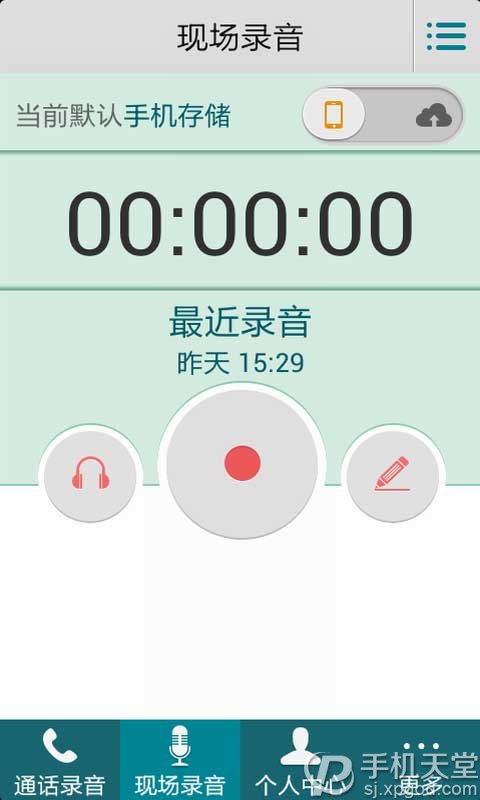 现场录音
当前默认手机存储
00:00:00
最近录音
昨天 15:29
通话录音
现场录音
个人中心
更多
手机天堂
sj.xpgod.com